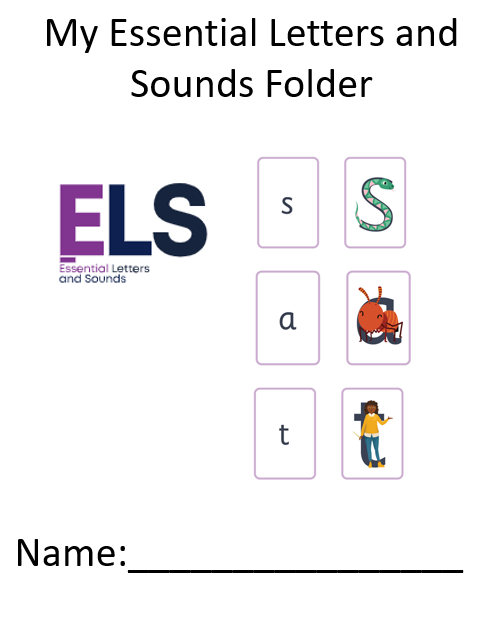 My Essential Letters and
Sounds Folder
ELS
Essential Letters
and Sounds
s
S
a
a
t
t
Name:________________